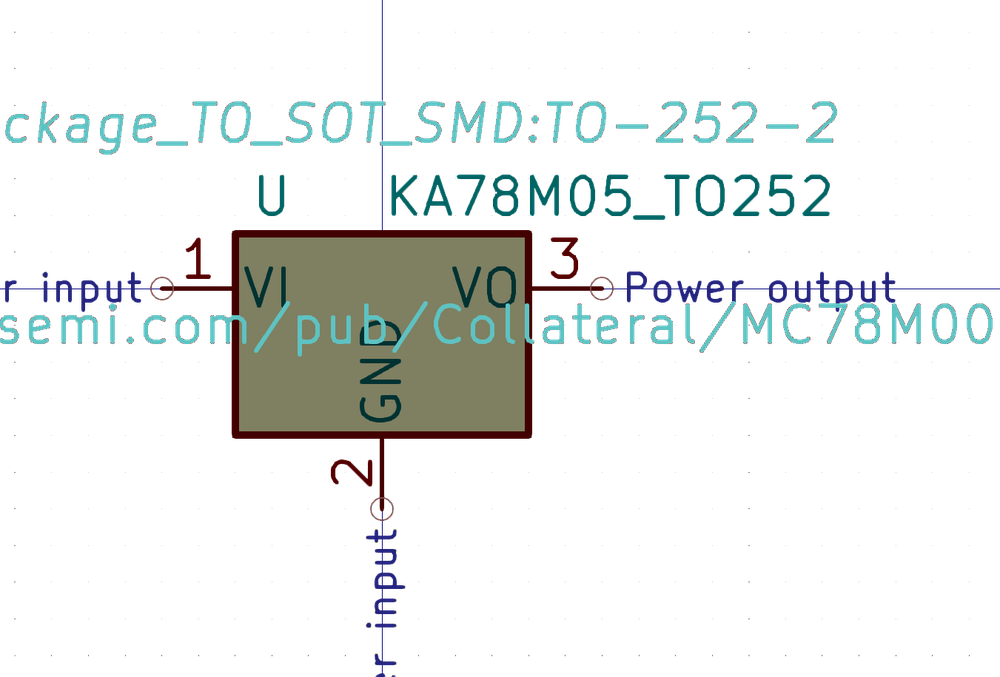 ckage_TO_SOT_SMD:TO-252-2
U KA78M05_TO252
1 3
r input VI VO Power output
semi.com/pub/Collateral/MC78M00
GND
2
er input